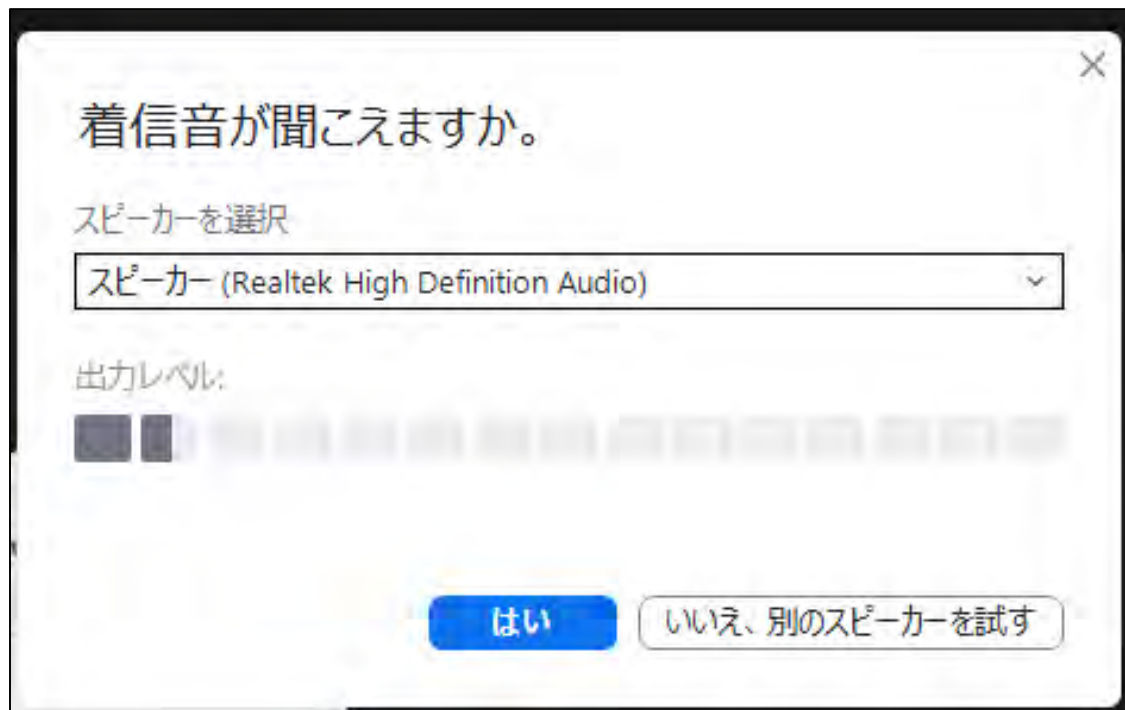 着信音が聞こえますか。
スピーカーを選択
スピーカー (Realtek High Definition Audio)
出力レベル:
はい
いいえ、別のスピーカーを試す